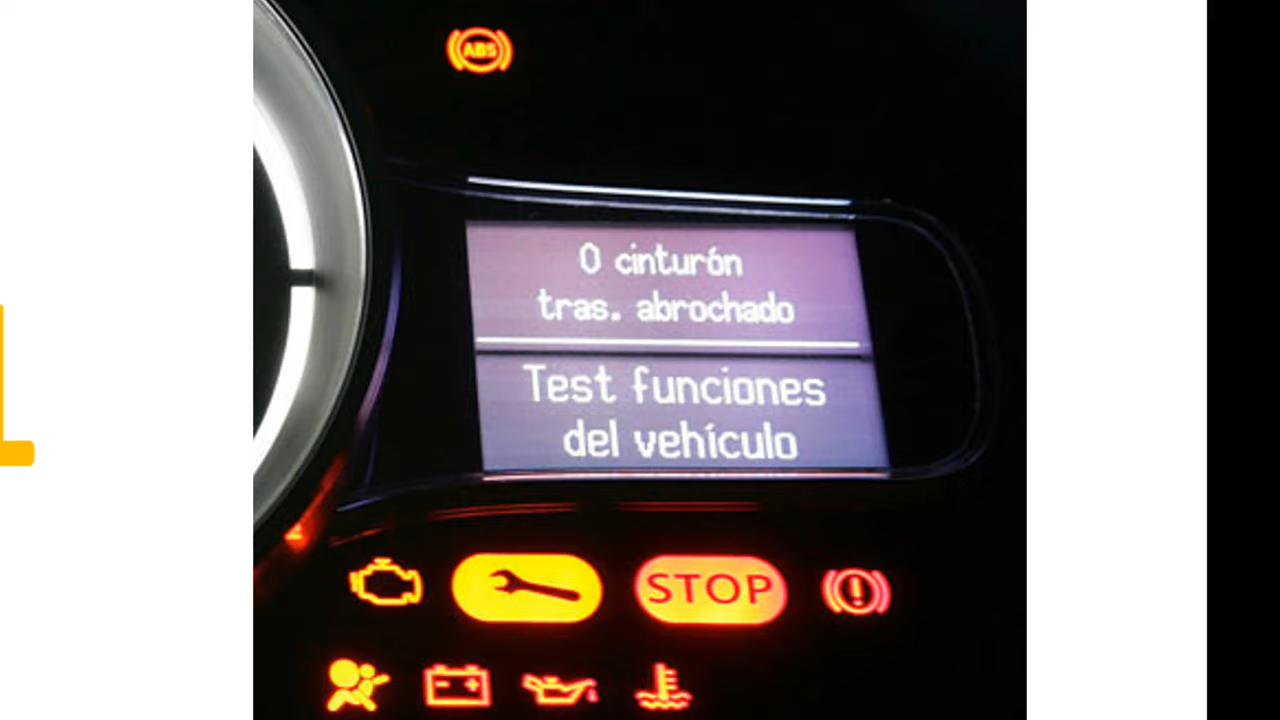 ABS
0 cinturón
tras. abrochado
Test funciones
del vehículo
STOP